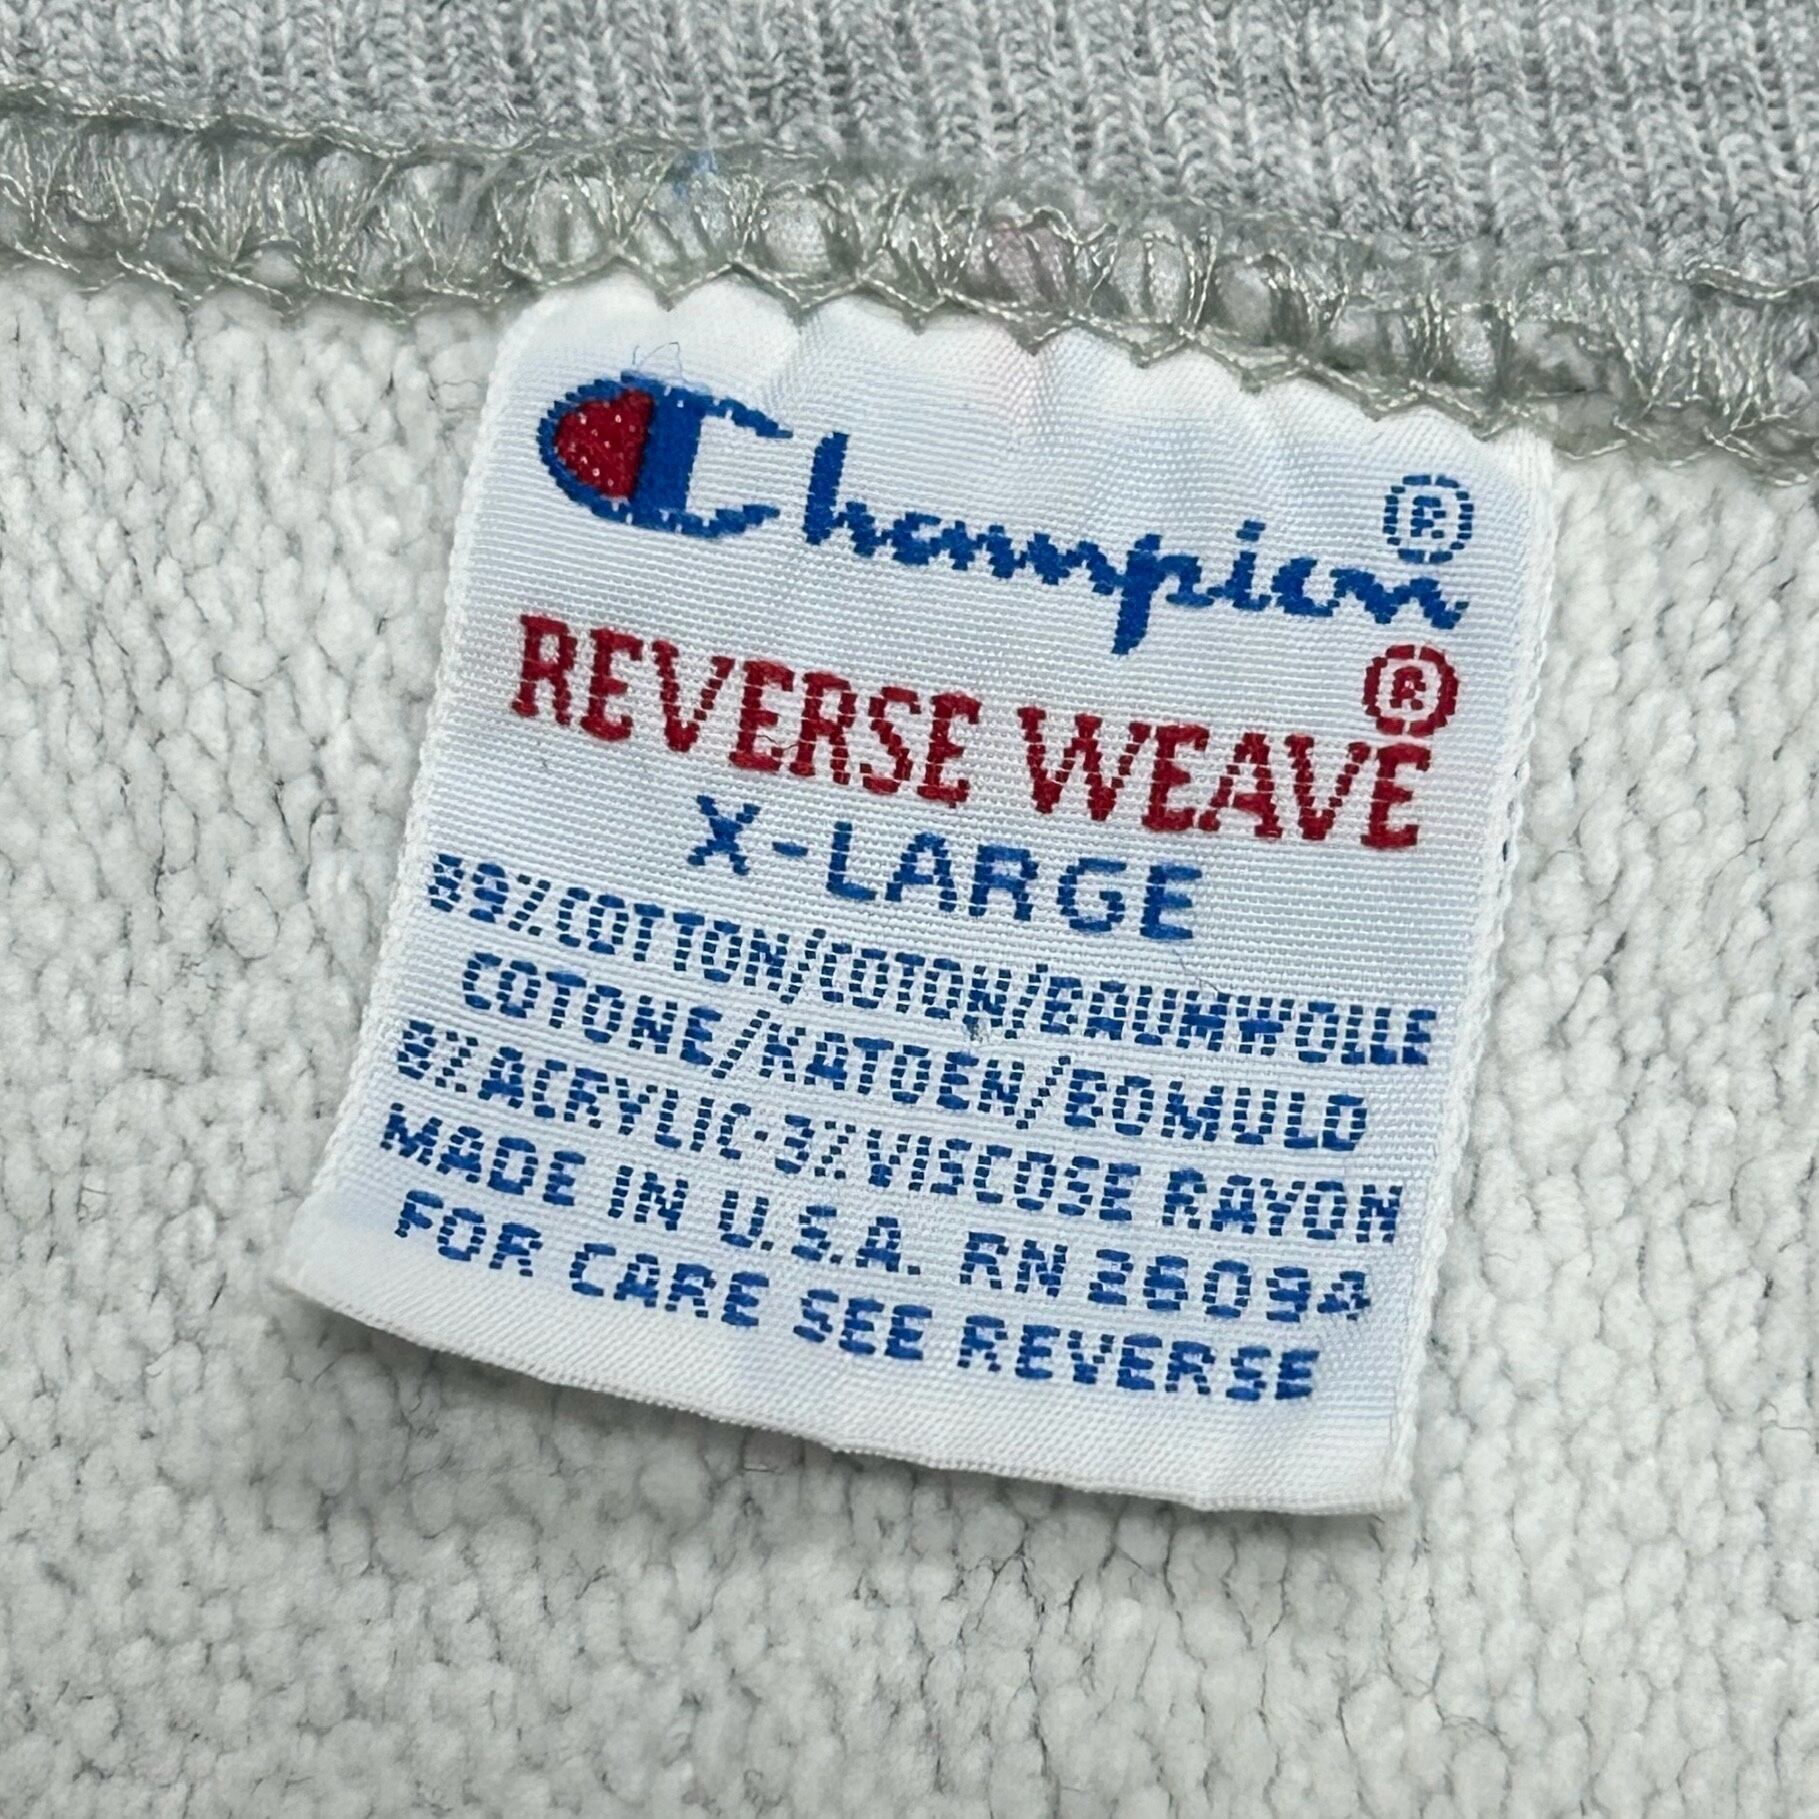 Champion ®
REVERSE WEAVE ®
X-LARGE
89%COTTON/COTON/BAUMWOLLE
COTONE/KATOEN/BOMULD
8%ACRYLIC·3%VISCOSE RAYON
MADE IN U.S.A. RN 26094
FOR CARE SEE REVERSE